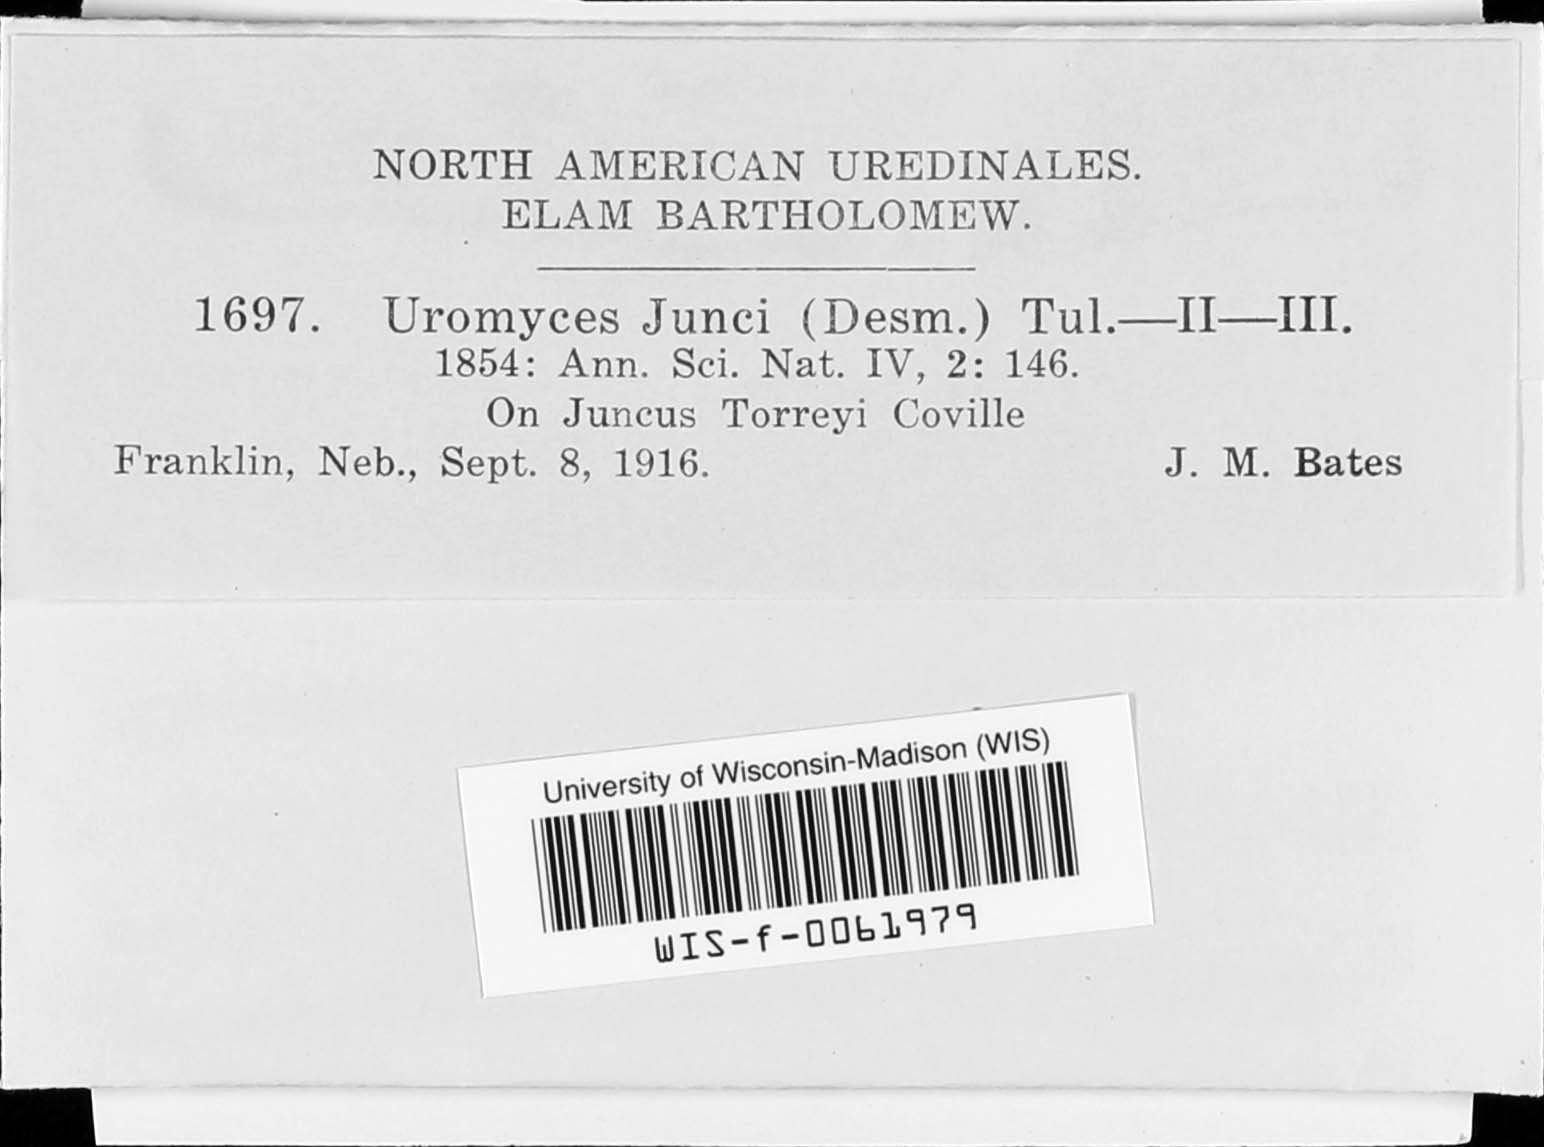 NORTH AMERICAN UREDINALES.
ELAM BARTHOLOMEW.
1697. Uromyces Junci (Desm.) Tul.—II—III.
1854: Ann. Sci. Nat. IV, 2: 146.
On Juncus Torreyi Coville
Franklin, Neb., Sept. 8, 1916. J. M. Bates
University of Wisconsin-Madison (WIS)
WIS-f-0061979